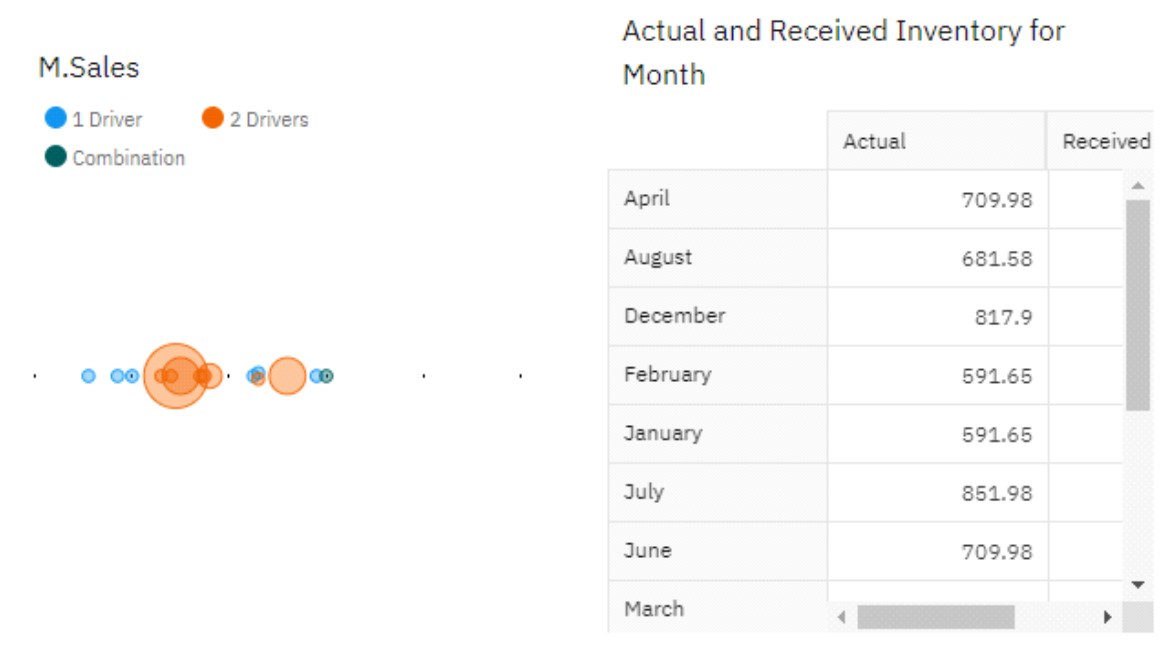 M.Sales
1 Driver
2 Drivers
Combination
Actual and Received Inventory for
Month
Actual Received
April 709.98
August 681.58
December 817.9
February 591.65
January 591.65
July 851.98
June 709.98
March